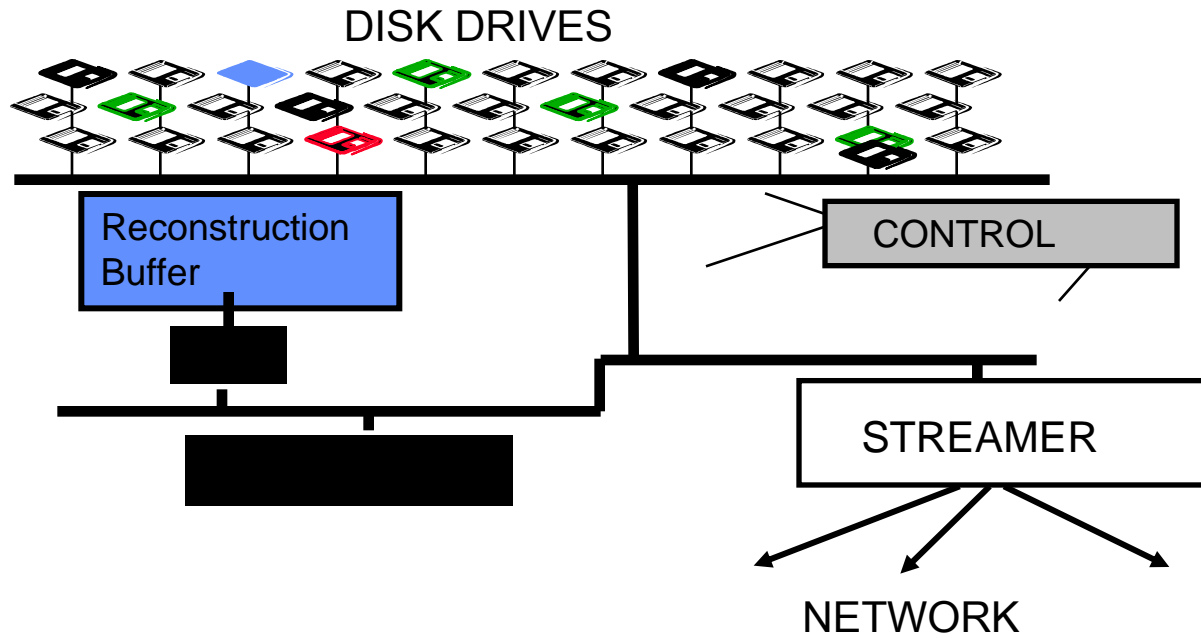 DISK DRIVES
Reconstruction
Buffer
CONTROL
STREAMER
NETWORK